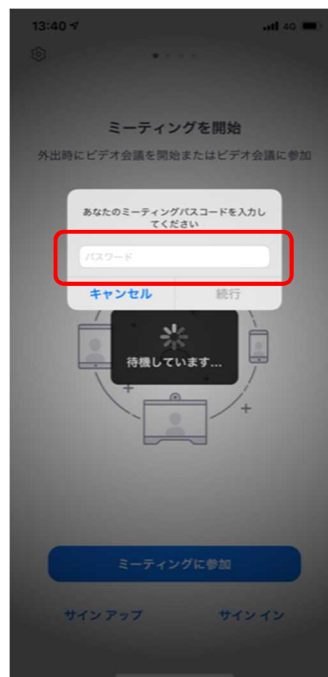 13:40
4G
ミーティングを開始
外出時にビデオ会議を開始またはビデオ会議に参加
あなたのミーティングパスコードを入力し
てください
パスワード
キャンセル
続行
待機しています...
ミーティングに参加
サイン アップ
サイン イン